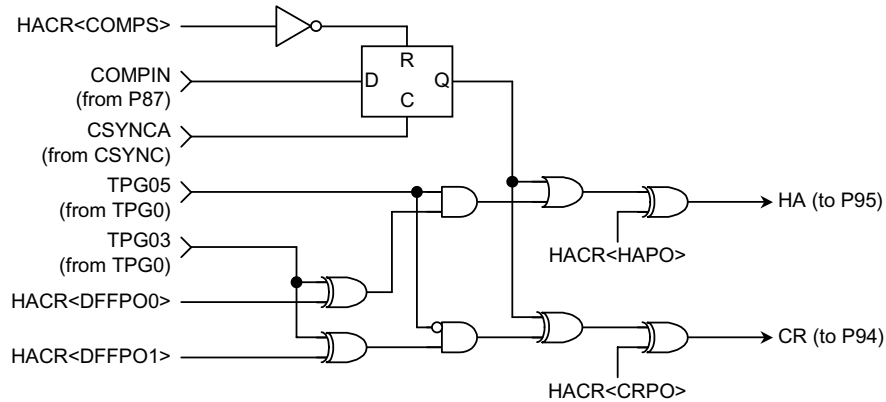 HACR<COMPS>
R
COMPIN
(from P87)
D
Q
C
CSYNCA
(from CSYNC)
TPG05
(from TPG0)
HA (to P95)
TPG03
(from TPG0)
HACR<HAPO>
HACR<DFFPO0>
CR (to P94)
HACR<DFFPO1>
HACR<CRPO>